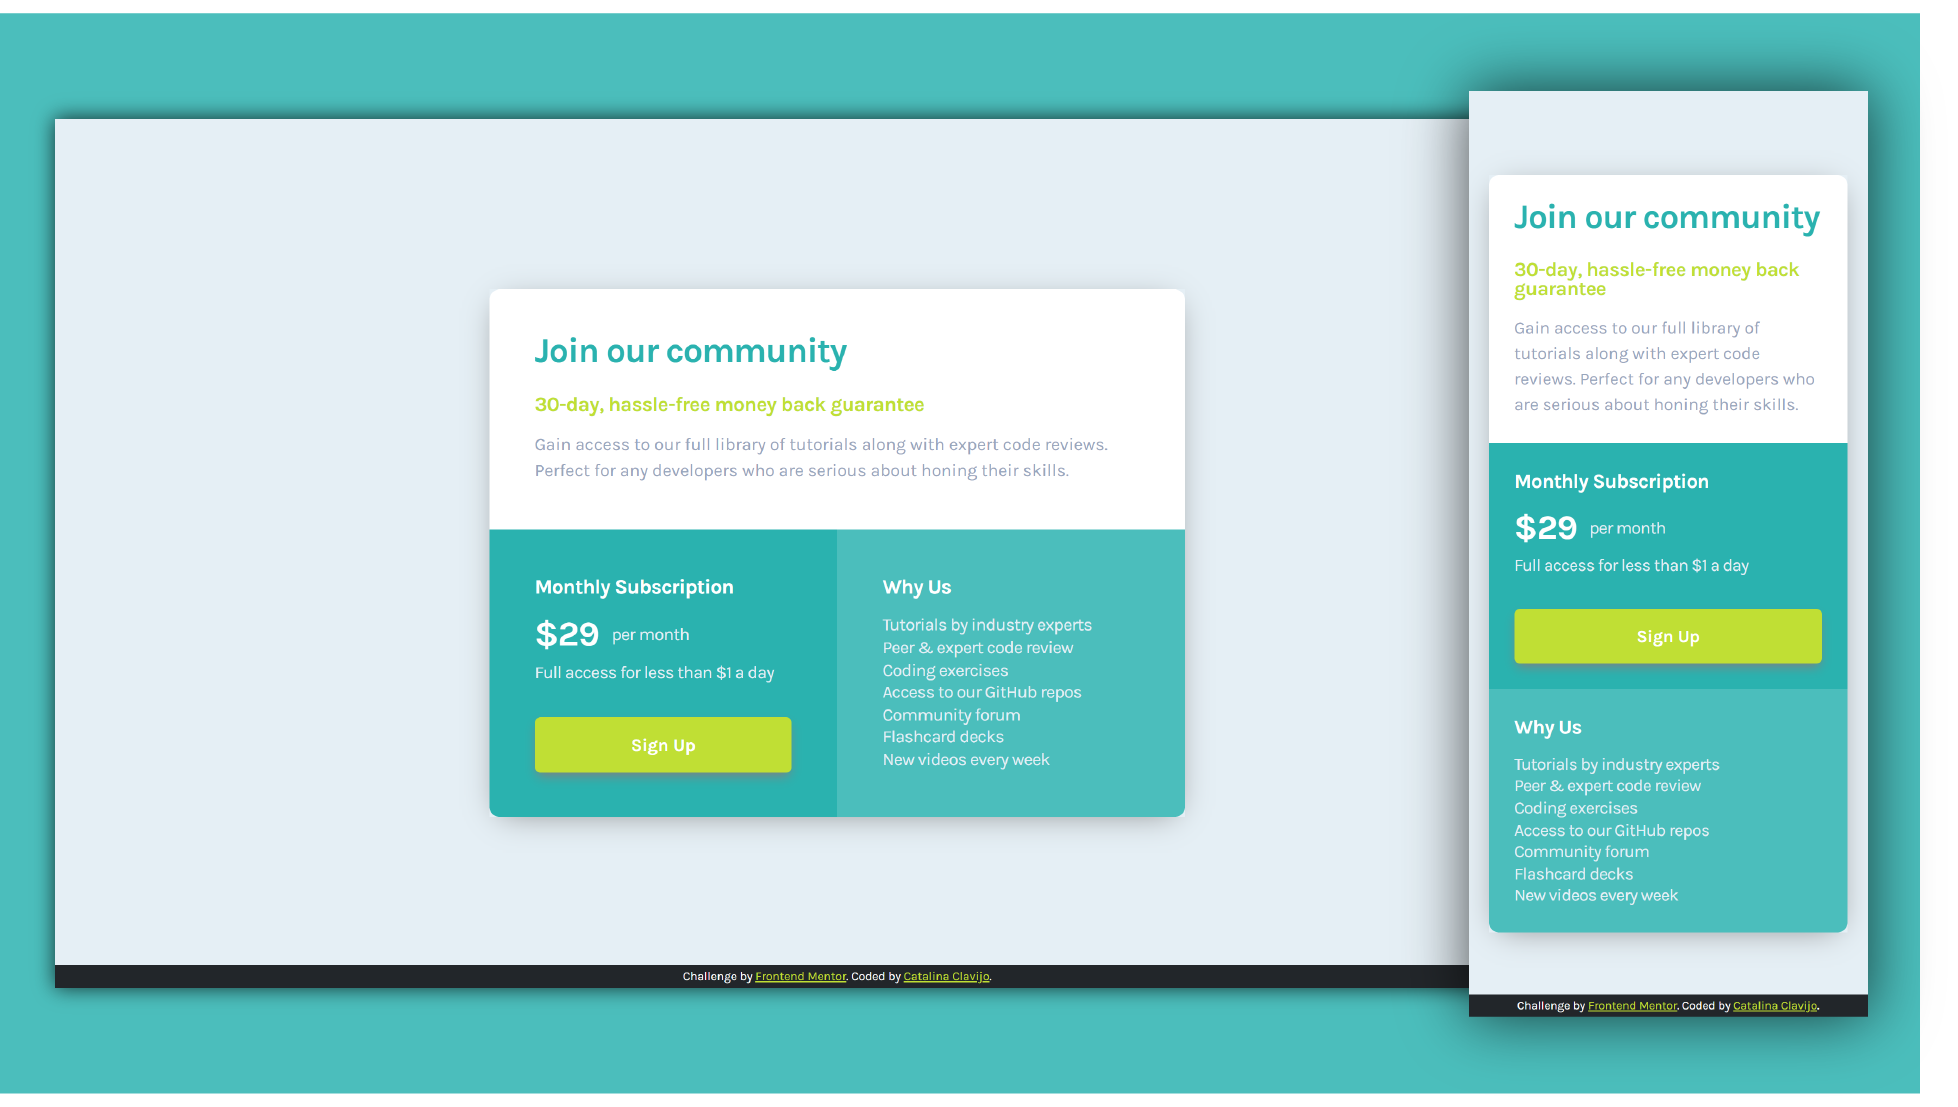 Join our community
30-day, hassle-free money back guarantee
Gain access to our full library of tutorials along with expert code reviews.
Perfect for any developers who are serious about honing their skills.
Monthly Subscription
$29 per month
Full access for less than $1 a day
Sign Up
Why Us
Tutorials by industry experts
Peer & expert code review
Coding exercises
Access to our GitHub repos
Community forum
Flashcard decks
New videos every week
Challenge by Frontend Mentor. Coded by Catalina Clavijo.
Join our community
30-day, hassle-free money back
guarantee
Gain access to our full library of
tutorials along with expert code
reviews. Perfect for any developers who
are serious about honing their skills.
Monthly Subscription
$29 per month
Full access for less than $1 a day
Sign Up
Why Us
Tutorials by industry experts
Peer & expert code review
Coding exercises
Access to our GitHub repos
Community forum
Flashcard decks
New videos every week
Challenge by Frontend Mentor. Coded by Catalina Clavijo.